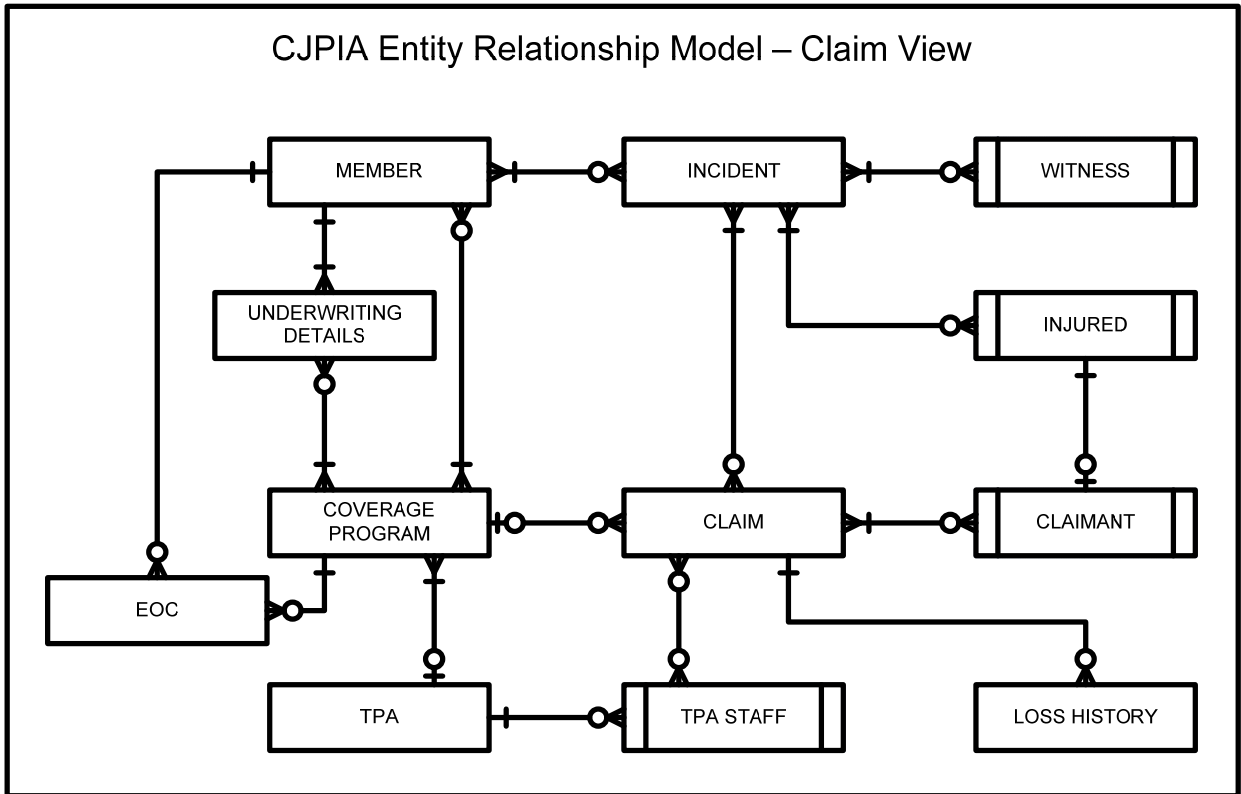 CJPIA Entity Relationship Model – Claim View
MEMBER
INCIDENT
WITNESS
UNDERWRITING
DETAILS
INJURED
COVERAGE
PROGRAM
CLAIM
CLAIMANT
EOC
TPA
TPA STAFF
LOSS HISTORY